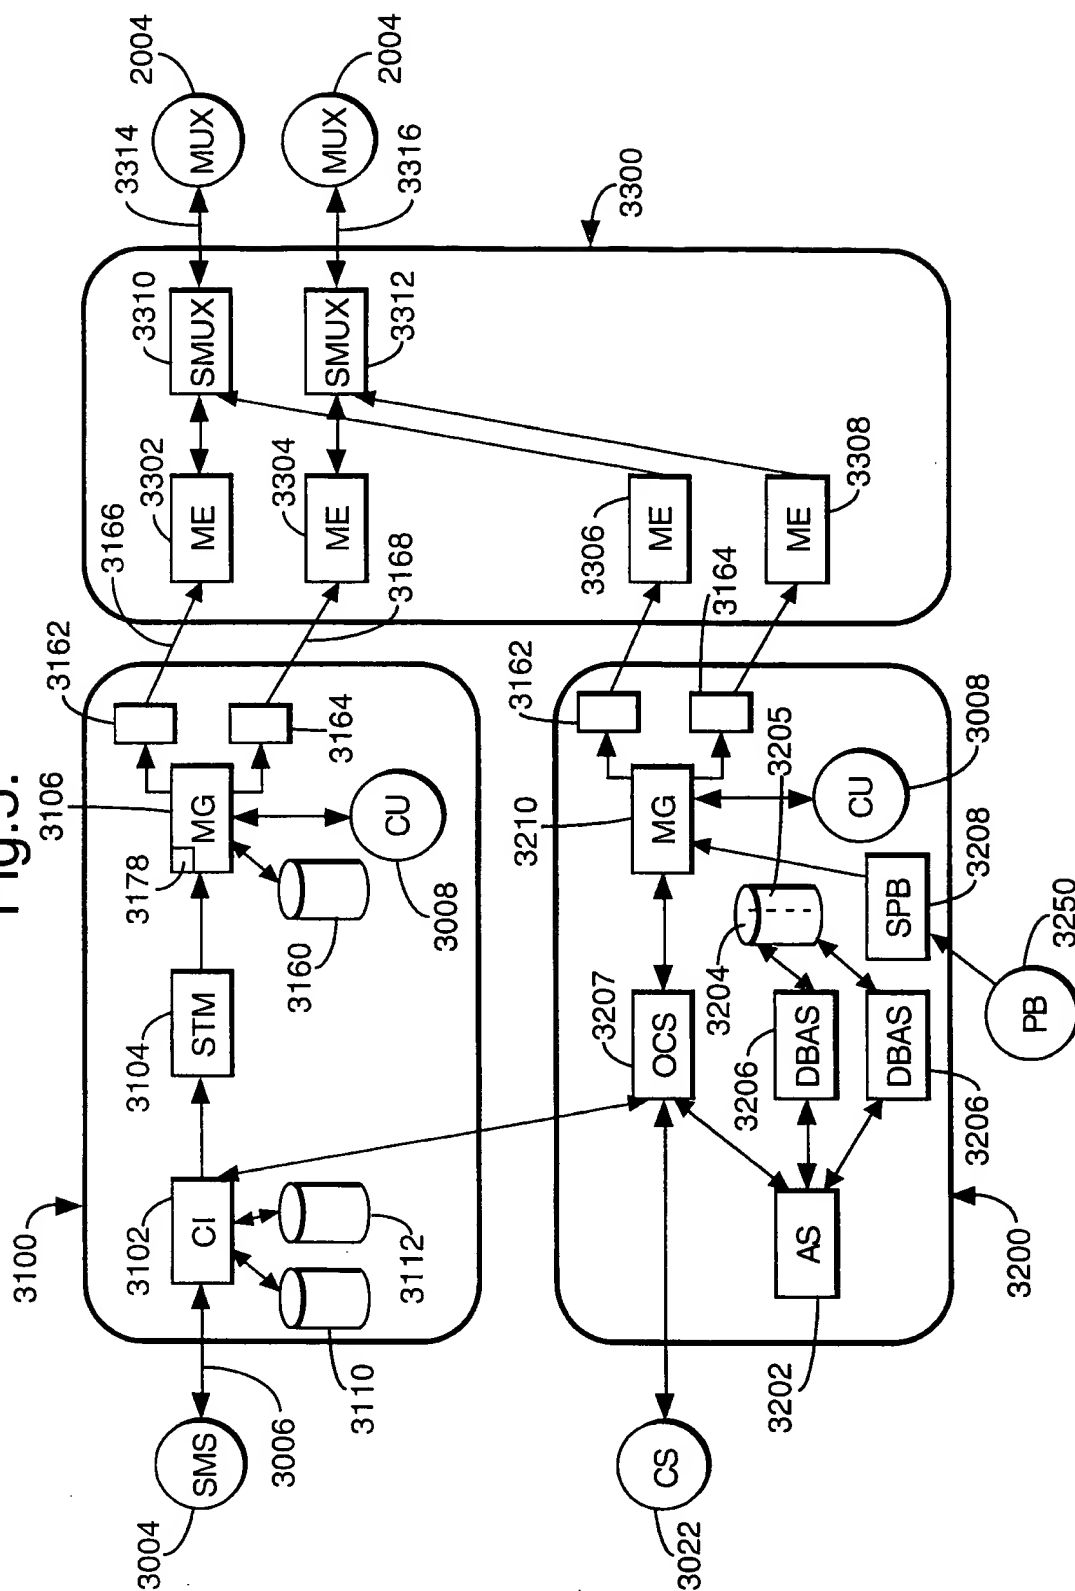 Fig.5.
3100
3106
3162
3166
3314
2004
3004
3102
3104
3178
3302
3310
SMS
CI
STM
MG
ME
SMUX
MUX
3006
3160
3164
3168
3304
3316
2004
3110
3112
3008
CU
ME
SMUX
MUX
3312
3022
3207
3210
3162
3306
3300
CS
OCS
MG
ME
3204
3205
3164
3206
3202
AS
DBAS
CU
ME
3308
DBAS
SPB
3206
3208
3008
3200
PB
3250